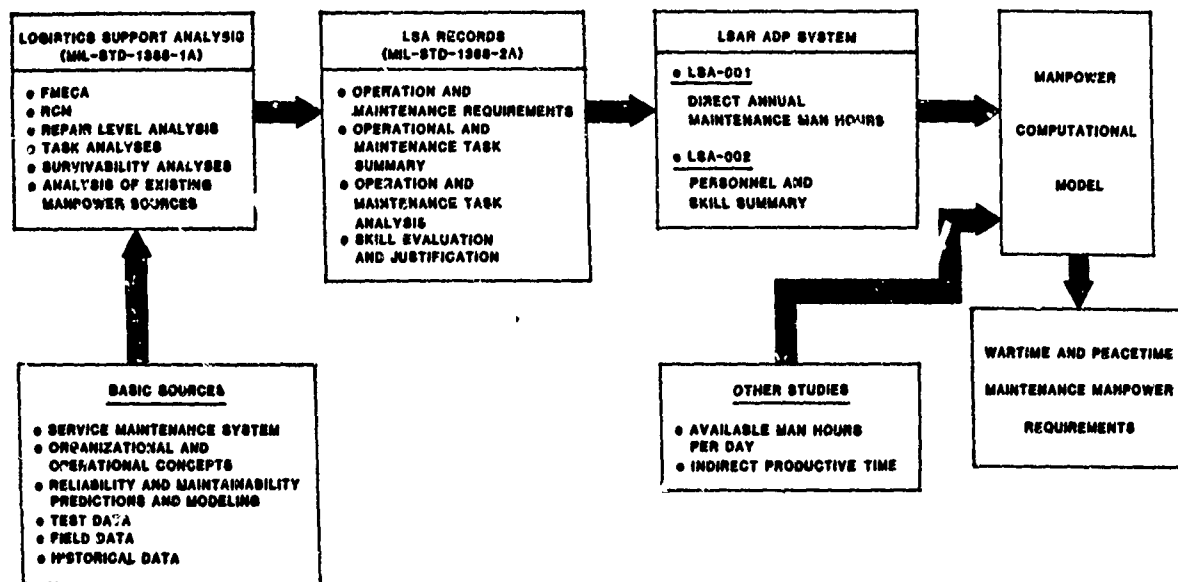 LOGISTICS SUPPORT ANALYSIS
(MIL-STD-1388-1A)
● FMECA
● RCM
● REPAIR LEVEL ANALYSIS
● TASK ANALYSES
● SURVIVABILITY ANALYSES
● ANALYSIS OF EXISTING
MANPOWER SOURCES
LSA RECORDS
(MIL-STD-1388-2A)
● OPERATION AND
MAINTENANCE REQUIREMENTS
● OPERATIONAL AND
MAINTENANCE TASK
SUMMARY
● OPERATION AND
MAINTENANCE TASK
ANALYSIS
● SKILL EVALUATION
AND JUSTIFICATION
LSAR ADP SYSTEM
● LSA-001
DIRECT ANNUAL
MAINTENANCE MAN HOURS
● LSA-002
PERSONNEL AND
SKILL SUMMARY
MANPOWER
COMPUTATIONAL
MODEL
BASIC SOURCES
● SERVICE MAINTENANCE SYSTEM
● ORGANIZATIONAL AND
OPERATIONAL CONCEPTS
● RELIABILITY AND MAINTAINABILITY
PREDICTIONS AND MODELING
● TEST DATA
● FIELD DATA
● HISTORICAL DATA
OTHER STUDIES
● AVAILABLE MAN HOURS
PER DAY
● INDIRECT PRODUCTIVE TIME
WARTIME AND PEACETIME
MAINTENANCE MANPOWER
REQUIREMENTS